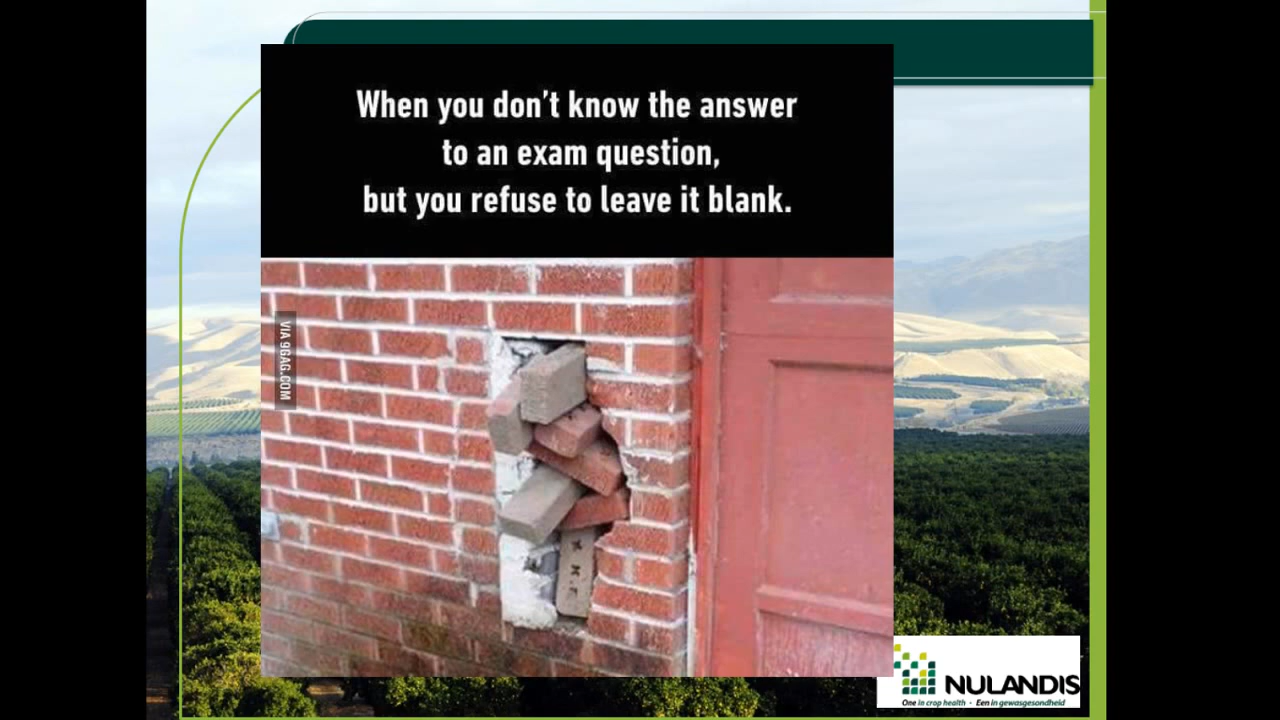 When you don't know the answer
to an exam question,
but you refuse to leave it blank.
VIA 9GAG.COM
NULANDIS
One in crop health · Een in gewasgesondheid